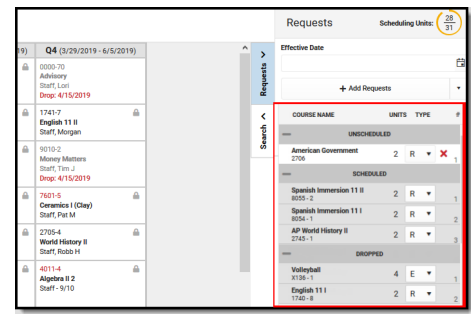 Requests
Scheduling Units: 28
31
19)
Q4 (3/29/2019 - 6/5/2019)
Effective Date
0000-70
Advisory
Staff, Lori
Drop: 4/15/2019
Requests
+ Add Requests
1741-7
English 11 II
Staff, Morgan
Search
COURSE NAME UNITS TYPE #
UNSCHEDULED
9010-2
Money Matters
Staff, Tim J
Drop: 4/15/2019
American Government
2706
2 R 1
SCHEDULED
7601-5
Ceramics I (Clay)
Staff, Pat M
Spanish Immersion 11 II
8055 - 2
2 R 1
Spanish Immersion 11 I
8054 - 1
2 R 2
2705-4
World History II
Staff, Robb H
AP World History II
2745 - 1
2 R 3
DROPPED
4011-4
Algebra II 2
Staff - 9/10
Volleyball
X136 - 1
4 E 1
English 11 I
1740 - 8
2 R 2